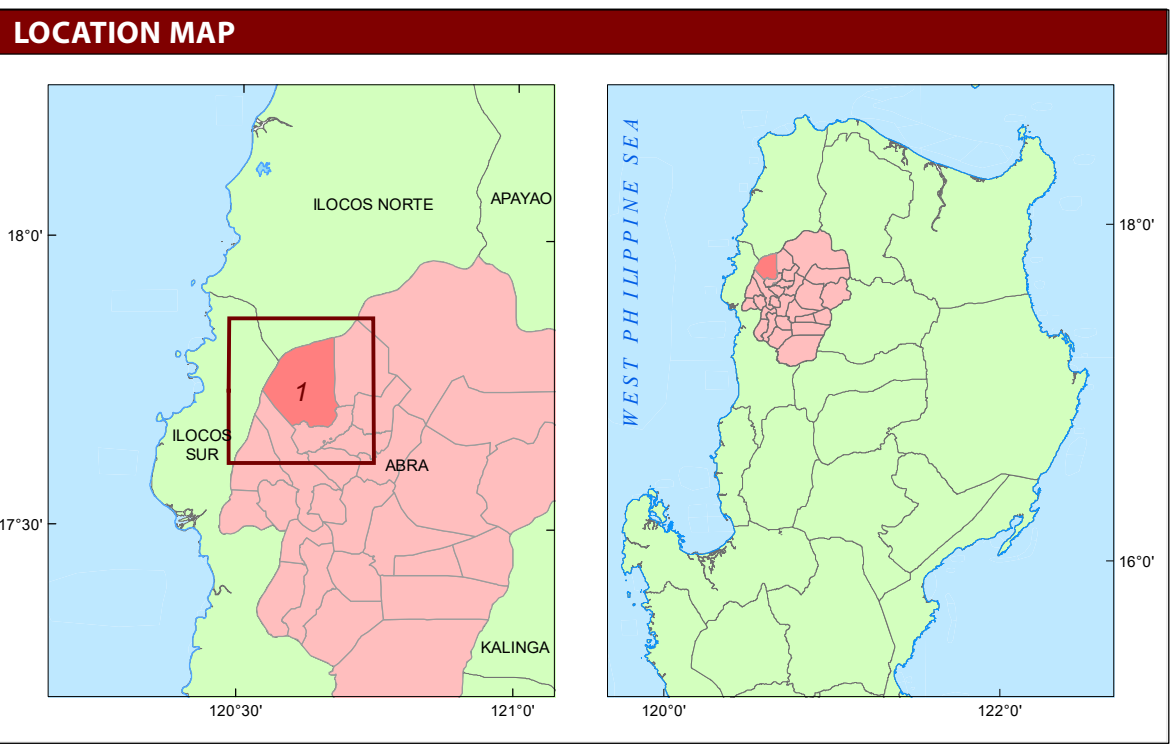 LOCATION MAP
ILOCOS NORTE
APAYAO
18°0'
1
ILOCOS
SUR
ABRA
17°30'
KALINGA
120°30'
121°0'
WEST PHILIPPINE SEA
18°0'
16°0'
120°0'
122°0'